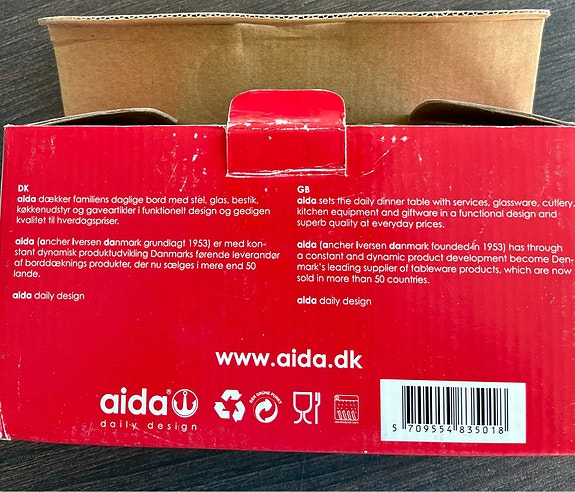 DK
aida dækker familiens daglige bord med stel, glas, bestik,
køkkenudstyr og gaveartikler i funktionelt design og gedigen
kvalitet til hverdagspriser.
aida (ancher iversen danmark grundlagt 1953) er med kon-
stant dynamisk produktudvikling Danmarks førende leverandør
af borddæknings produkter, der nu sælges i mere end 50
lande.
aida daily design
GB
aida sets the daily dinner table with services, glassware, cutlery,
kitchen equipment and giftware in a functional design and
superb quality at everyday prices.
aida (ancher iversen danmark founded in 1953) has through
a constant and dynamic product development become Den-
mark's leading supplier of tableware products, which are now
sold in more than 50 countries.
aida daily design
www.aida.dk
aida®
daily design
DER GRÜNE PUNKT
5 709554 835018